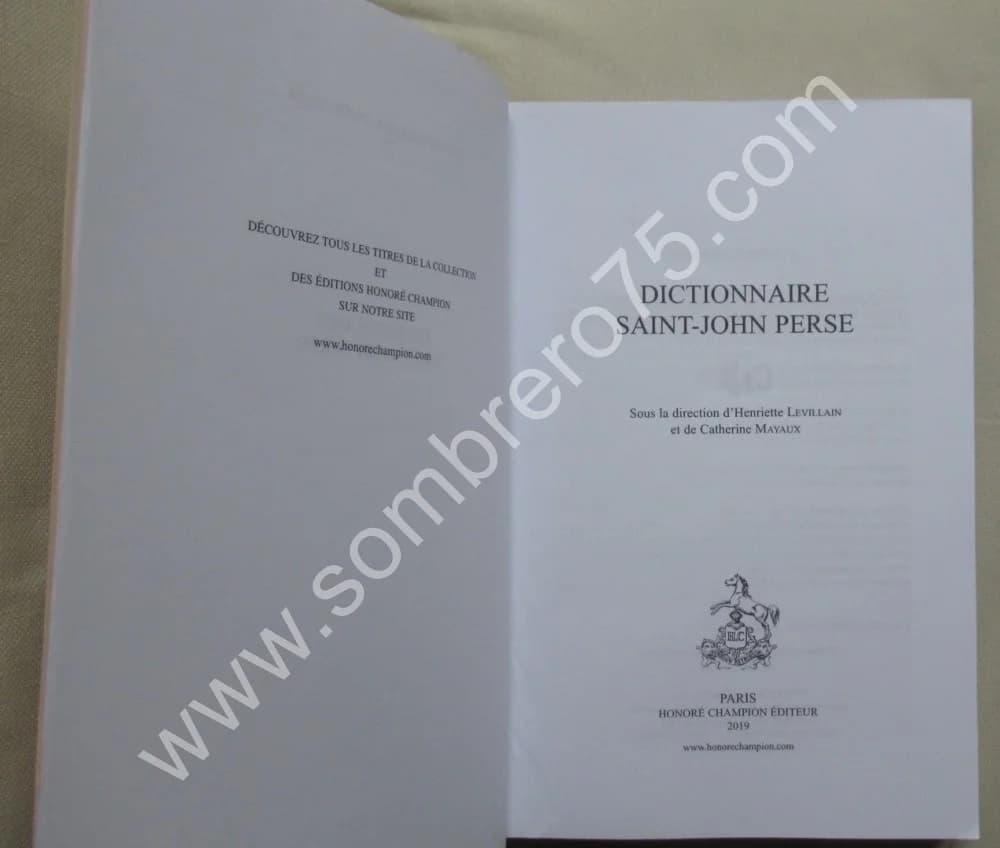 DÉCOUVREZ TOUS LES TITRES DE LA COLLECTION
ET
DES ÉDITIONS HONORÉ CHAMPION
SUR NOTRE SITE
www.honorechampion.com
DICTIONNAIRE
SAINT-JOHN PERSE
Sous la direction d'Henriette LEVILLAIN
et de Catherine MAYAUX
HLC
PARIS
HONORÉ CHAMPION ÉDITEUR
2019
www.honorechampion.com
www.sombrero75.com